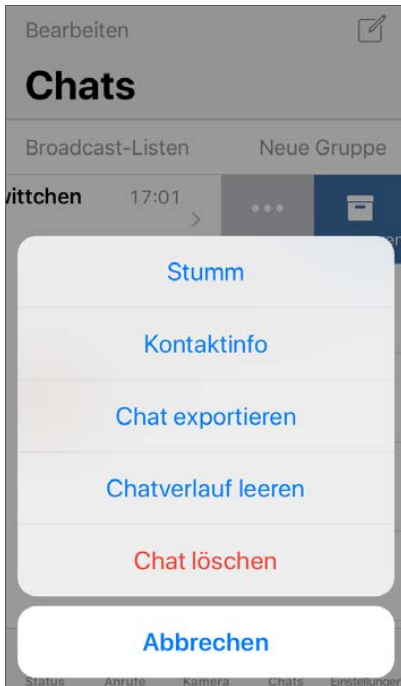 Bearbeiten
Chats
Broadcast-Listen Neue Gruppe
vittchen 17:01
Stumm
Kontaktinfo
Chat exportieren
Chatverlauf leeren
Chat löschen
Abbrechen
Status Anrufe Kamera Chats Einstellungen